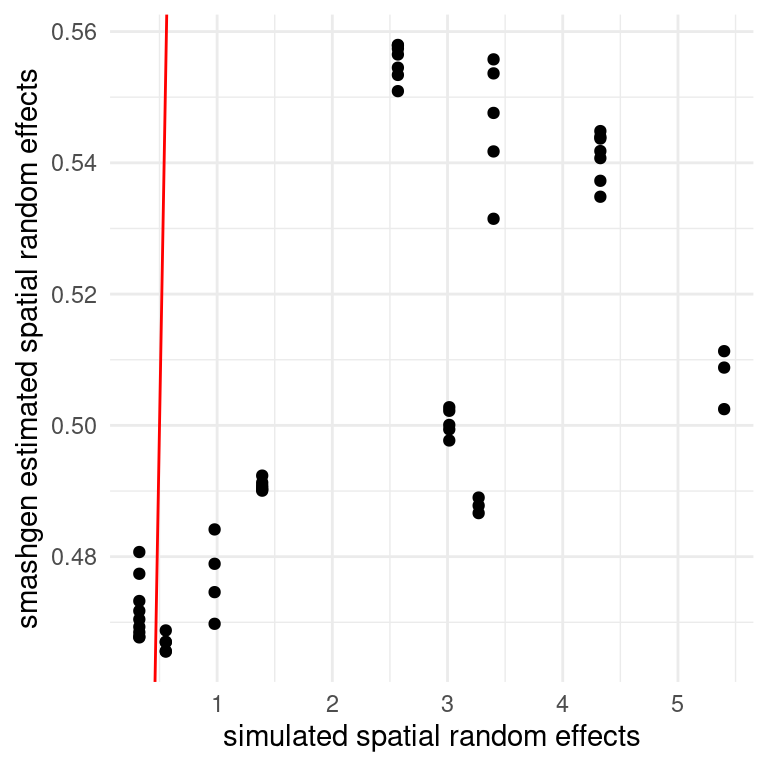 smashgen estimated spatial random effects
0.56
0.54
0.52
0.50
0.48
1 2 3 4 5
simulated spatial random effects